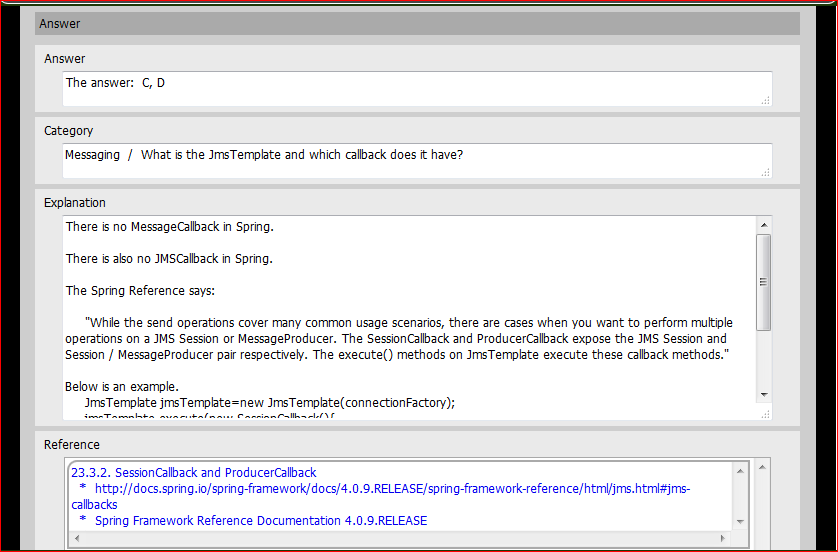 Answer
Answer
The answer:  C, D
Category
Messaging  /  What is the JmsTemplate and which callback does it have?
Explanation
There is no MessageCallback in Spring.
There is also no JMSCallback in Spring.
The Spring Reference says:
"While the send operations cover many common usage scenarios, there are cases when you want to perform multiple
operations on a JMS Session or MessageProducer. The SessionCallback and ProducerCallback expose the JMS Session and
Session / MessageProducer pair respectively. The execute() methods on JmsTemplate execute these callback methods."
Below is an example.
JmsTemplate jmsTemplate=new JmsTemplate(connectionFactory);
jmsTemplate.execute(new SessionCallback(){
Reference
23.3.2. SessionCallback and ProducerCallback
*  http://docs.spring.io/spring-framework/docs/4.0.9.RELEASE/spring-framework-reference/html/jms.html#jms-
callbacks
*  Spring Framework Reference Documentation 4.0.9.RELEASE